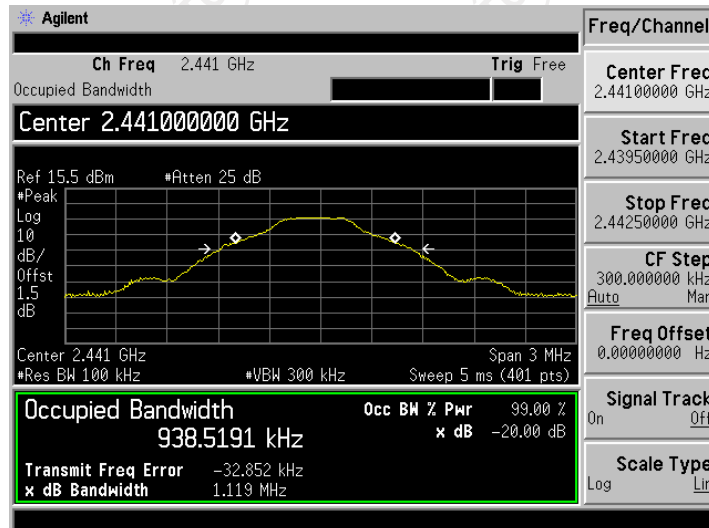 Agilent
Freq/Channel
Ch Freq 2.441 GHz Trig Free
Occupied Bandwidth
Center 2.441000000 GHz
Center Freq
2.44100000 GHz
Start Freq
2.43950000 GHz
Stop Freq
2.44250000 GHz
CF Step
300.000000 kHz
Auto Man
Freq Offset
0.00000000 Hz
Signal Track
On Off
Scale Type
Log Lin
Ref 15.5 dBm #Atten 25 dB
#Peak
Log
10
dB/
Offst
1.5
dB
Center 2.441 GHz Span 3 MHz
#Res BW 100 kHz #VBW 300 kHz Sweep 5 ms (401 pts)
Occupied Bandwidth
938.5191 kHz
Occ BW % Pwr 99.00 %
x dB -20.00 dB
Transmit Freq Error -32.852 kHz
x dB Bandwidth 1.119 MHz